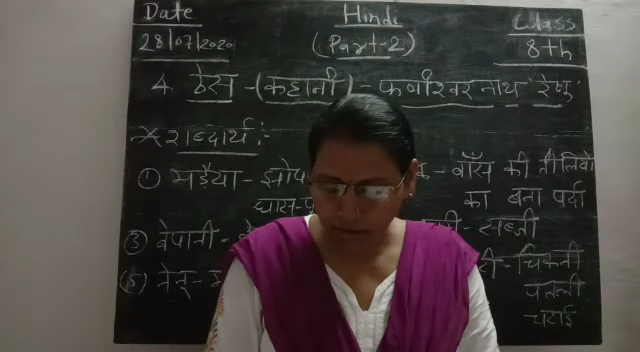 Date Hindi Class
28/07/2020 (Part-2) 8th
4. ठेस -(कहानी) - फणीश्वरनाथ 'रेणु'
शब्दार्थ :-
① मड़ैया - झोप - बाँस की तीलियों
घास- का बना पर्दा
③ - सब्जी
(5) - चिकनी
पतली
चटाई